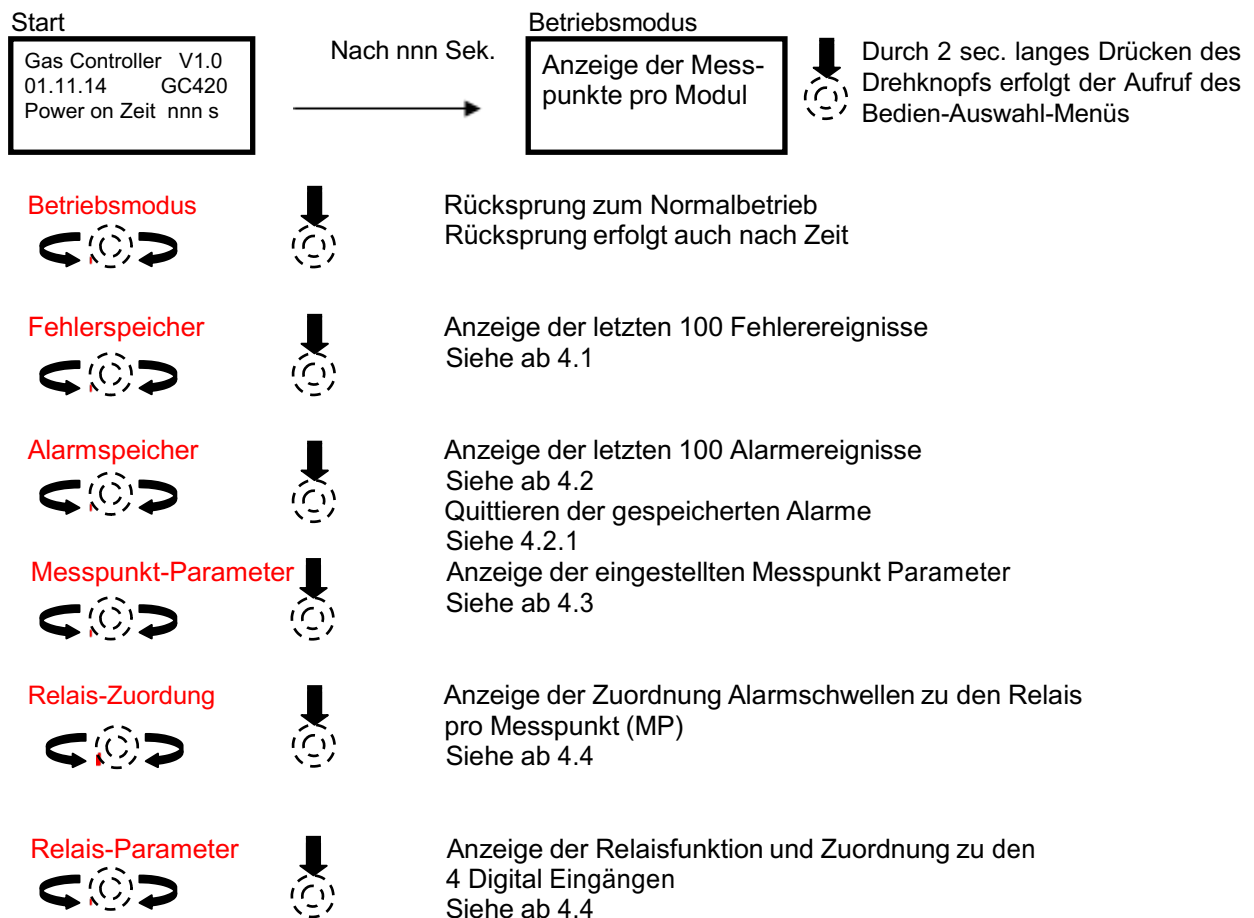 Start
Gas Controller V1.0
01.11.14 GC420
Power on Zeit nnn s
Nach nnn Sek.
Betriebsmodus
Anzeige der Mess-
punkte pro Modul
Durch 2 sec. langes Drücken des
Drehknopfs erfolgt der Aufruf des
Bedien-Auswahl-Menüs
Betriebsmodus
Rücksprung zum Normalbetrieb
Rücksprung erfolgt auch nach Zeit
Fehlerspeicher
Anzeige der letzten 100 Fehlerereignisse
Siehe ab 4.1
Alarmspeicher
Anzeige der letzten 100 Alarmereignisse
Siehe ab 4.2
Quittieren der gespeicherten Alarme
Siehe 4.2.1
Messpunkt-Parameter
Anzeige der eingestellten Messpunkt Parameter
Siehe ab 4.3
Relais-Zuordung
Anzeige der Zuordnung Alarmschwellen zu den Relais
pro Messpunkt (MP)
Siehe ab 4.4
Relais-Parameter
Anzeige der Relaisfunktion und Zuordnung zu den
4 Digital Eingängen
Siehe ab 4.4